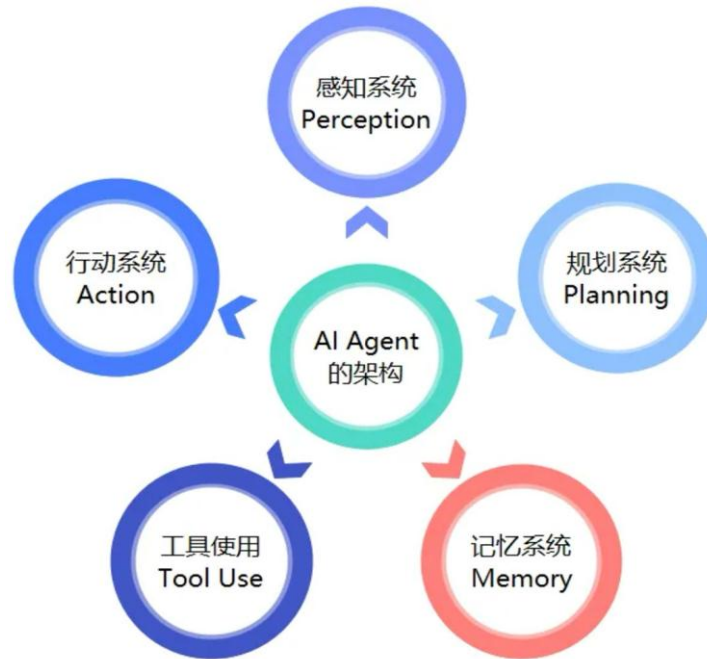 感知系统
Perception
行动系统
Action
规划系统
Planning
AI Agent
的架构
工具使用
Tool Use
记忆系统
Memory